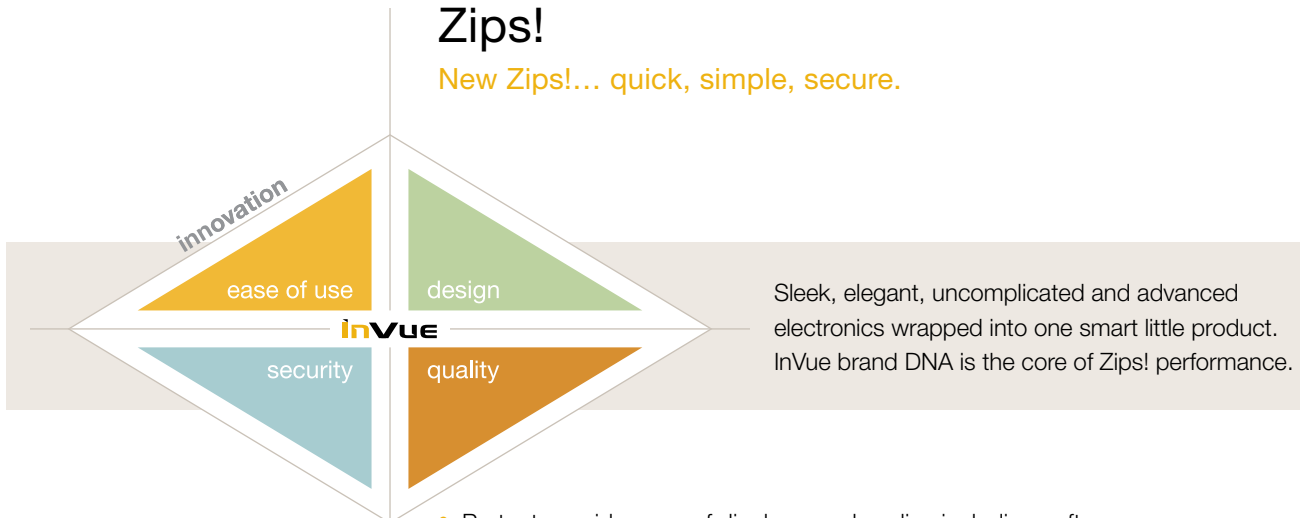 Zips!
New Zips!… quick, simple, secure.
innovation
ease of use
design
inVue
security
quality
Sleek, elegant, uncomplicated and advanced
electronics wrapped into one smart little product.
InVue brand DNA is the core of Zips! performance.